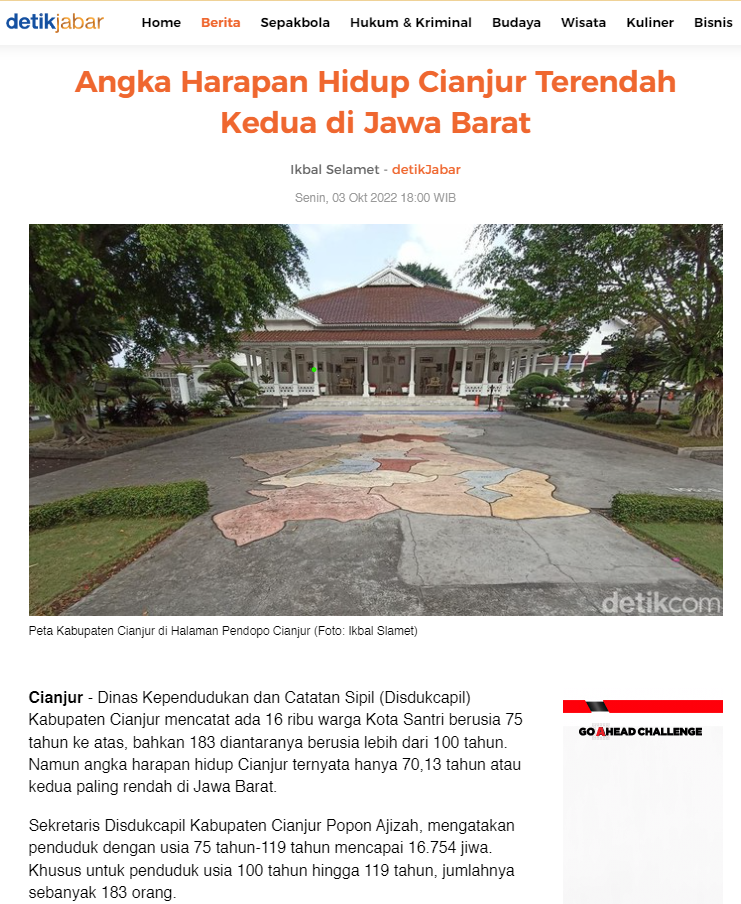 detikjabar
Home Berita Sepakbola Hukum & Kriminal Budaya Wisata Kuliner Bisnis
Angka Harapan Hidup Cianjur Terendah
Kedua di Jawa Barat
Ikbal Selamet - detikJabar
Senin, 03 Okt 2022 18:00 WIB
detikcom
Peta Kabupaten Cianjur di Halaman Pendopo Cianjur (Foto: Ikbal Slamet)
Cianjur - Dinas Kependudukan dan Catatan Sipil (Disdukcapil)
Kabupaten Cianjur mencatat ada 16 ribu warga Kota Santri berusia 75
tahun ke atas, bahkan 183 diantaranya berusia lebih dari 100 tahun.
Namun angka harapan hidup Cianjur ternyata hanya 70,13 tahun atau
kedua paling rendah di Jawa Barat.
GO AHEAD CHALLENGE
Sekretaris Disdukcapil Kabupaten Cianjur Popon Ajizah, mengatakan
penduduk dengan usia 75 tahun-119 tahun mencapai 16.754 jiwa.
Khusus untuk penduduk usia 100 tahun hingga 119 tahun, jumlahnya
sebanyak 183 orang.